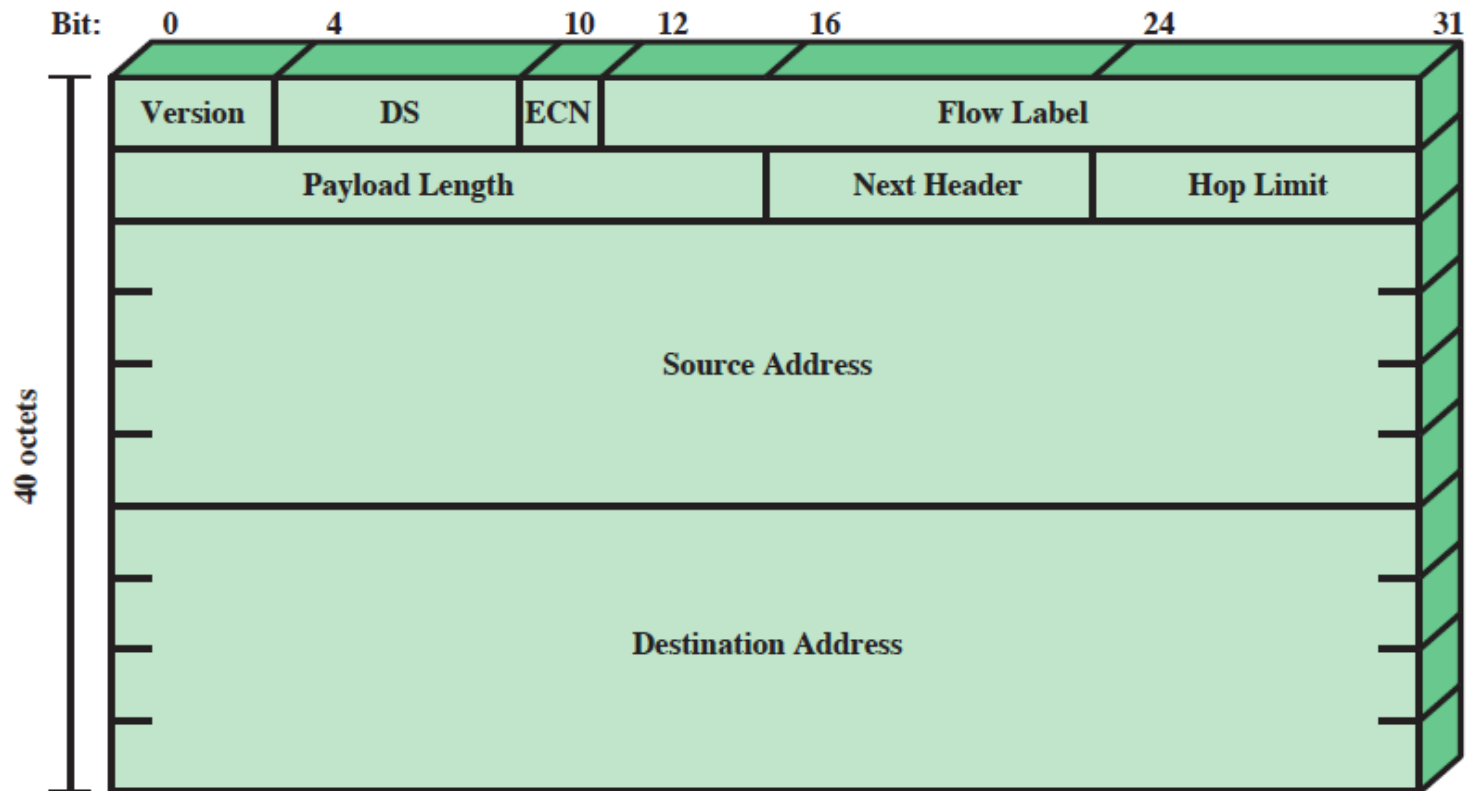 Bit: 0 4 10 12 16 24 31
Version DS ECN Flow Label
Payload Length Next Header Hop Limit
Source Address
40 octets
Destination Address